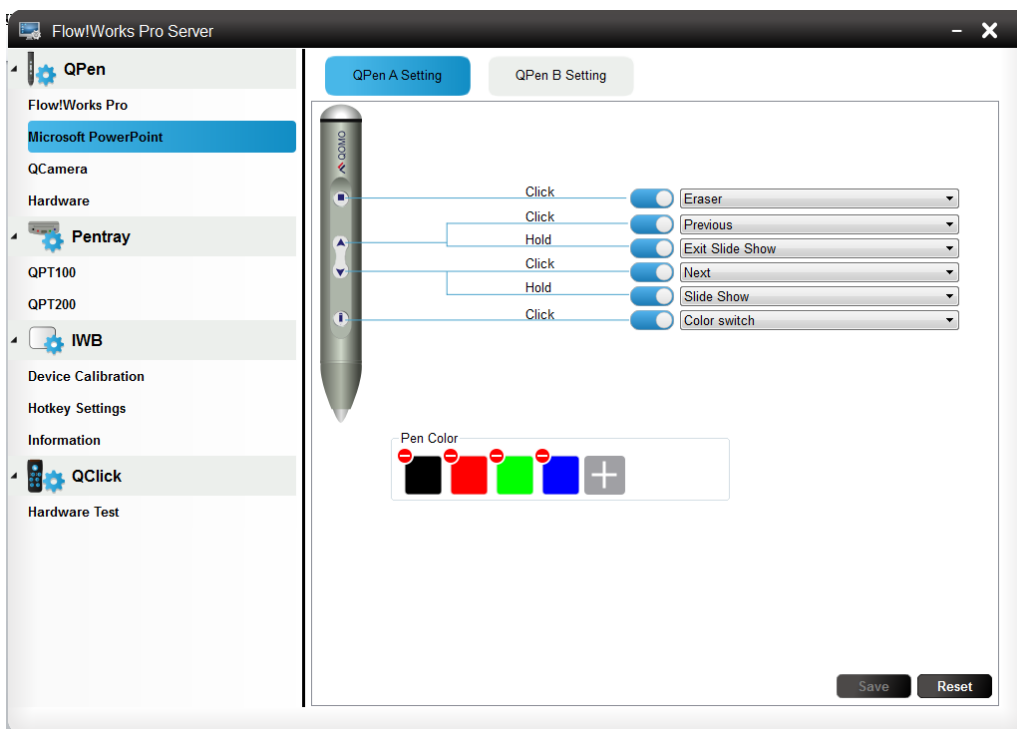 Flow!Works Pro Server
QPen
Flow!Works Pro
Microsoft PowerPoint
QCamera
Hardware
Pentray
QPT100
QPT200
IWB
Device Calibration
Hotkey Settings
Information
QClick
Hardware Test
QPen A Setting
QPen B Setting
QOMO
Click
Eraser
Click
Previous
Hold
Exit Slide Show
Click
Next
Hold
Slide Show
Click
Color switch
Pen Color
Save
Reset